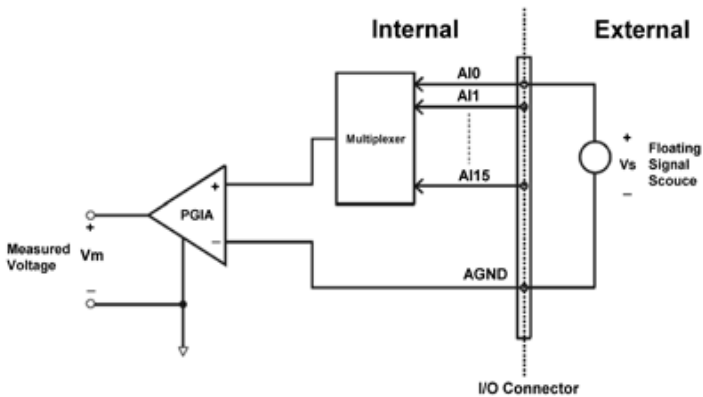 Internal
External
AI0
AI1
Multiplexer
AI15
+
Vs
−
Floating
Signal
Scouce
+
PGIA
−
Measured
Voltage
+
Vm
−
AGND
I/O Connector